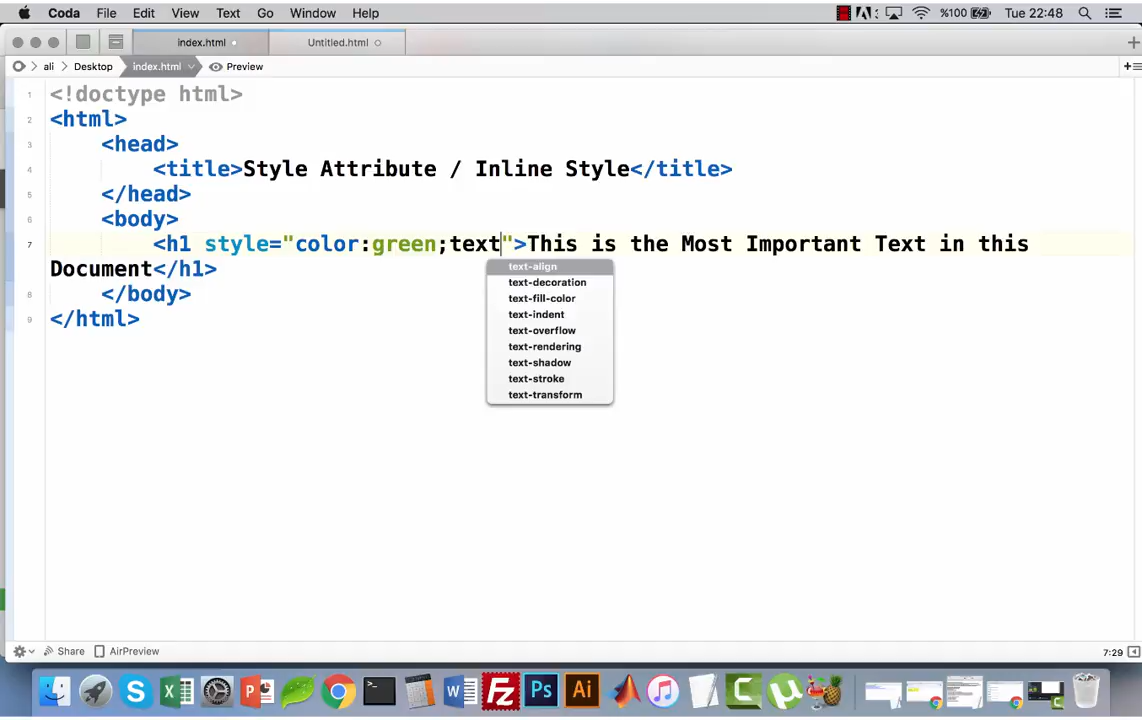 Coda File Edit View Text Go Window Help %100 Tue 22:48
index.html Untitled.html
ali Desktop index.html Preview
1 <!doctype html>
2 <html>
3 <head>
4 <title>Style Attribute / Inline Style</title>
5 </head>
6 <body>
7 <h1 style="color:green;text">This is the Most Important Text in this
Document</h1>
8 </body>
9 </html>
text-align
text-decoration
text-fill-color
text-indent
text-overflow
text-rendering
text-shadow
text-stroke
text-transform
Share AirPreview 7:29